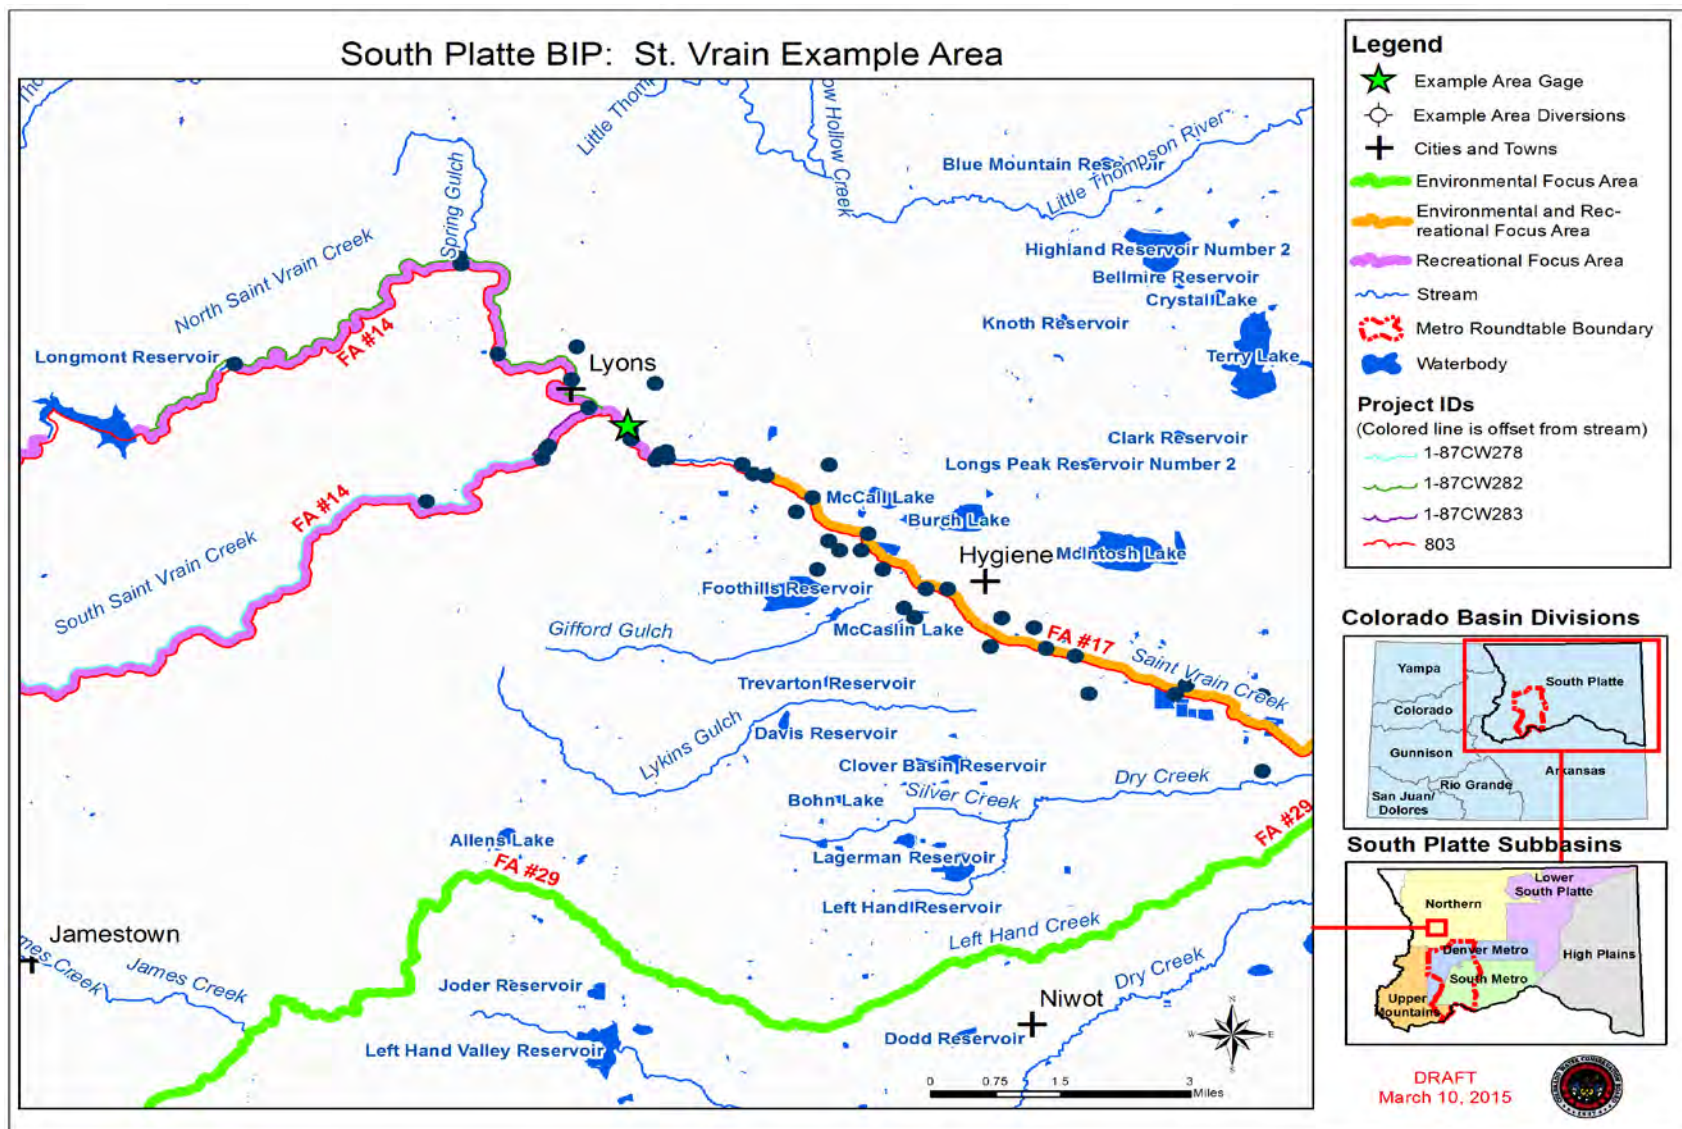 South Platte BIP: St. Vrain Example Area
Little Thomp
ow Hollow Creek
Little Thompson River
Blue Mountain Reservoir
Spring Gulch
North Saint Vrain Creek
Highland Reservoir Number 2
Bellmire Reservoir
Crystal Lake
Knoth Reservoir
FA #14
Longmont Reservoir
Terry Lake
Lyons
Clark Reservoir
Longs Peak Reservoir Number 2
FA #14
McCall Lake
Burch Lake
Hygiene
McIntosh Lake
South Saint Vrain Creek
Foothills Reservoir
McCaslin Lake
Gifford Gulch
FA #17
Saint Vrain Creek
Trevarton Reservoir
Lykins Gulch
Davis Reservoir
Clover Basin Reservoir
Dry Creek
Silver Creek
Bohn Lake
Allens Lake
FA #29
FA #29
Lagerman Reservoir
Left Hand Reservoir
Left Hand Creek
Jamestown
mes Creek
James Creek
Dry Creek
Joder Reservoir
Niwot
Dodd Reservoir
Left Hand Valley Reservoir
N
W
E
S
0 0.75 1.5 3
Miles
Legend
Example Area Gage
Example Area Diversions
Cities and Towns
Environmental Focus Area
Environmental and Rec-
reational Focus Area
Recreational Focus Area
Stream
Metro Roundtable Boundary
Waterbody
Project IDs
(Colored line is offset from stream)
1-87CW278
1-87CW282
1-87CW283
803
Colorado Basin Divisions
Yampa
South Platte
Colorado
Gunnison
Arkansas
Rio Grande
San Juan/
Dolores
South Platte Subbasins
Lower
South Platte
Northern
Denver Metro
High Plains
South Metro
Upper
Mountains
DRAFT
March 10, 2015